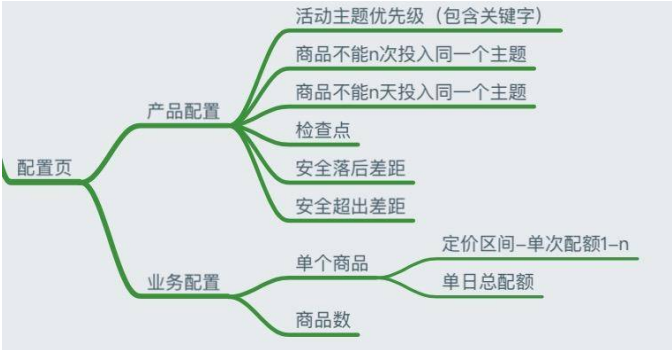 配置页
产品配置
活动主题优先级（包含关键字）
商品不能n次投入同一个主题
商品不能n天投入同一个主题
检查点
安全落后差距
安全超出差距
业务配置
单个商品
定价区间-单次配额1-n
单日总配额
商品数